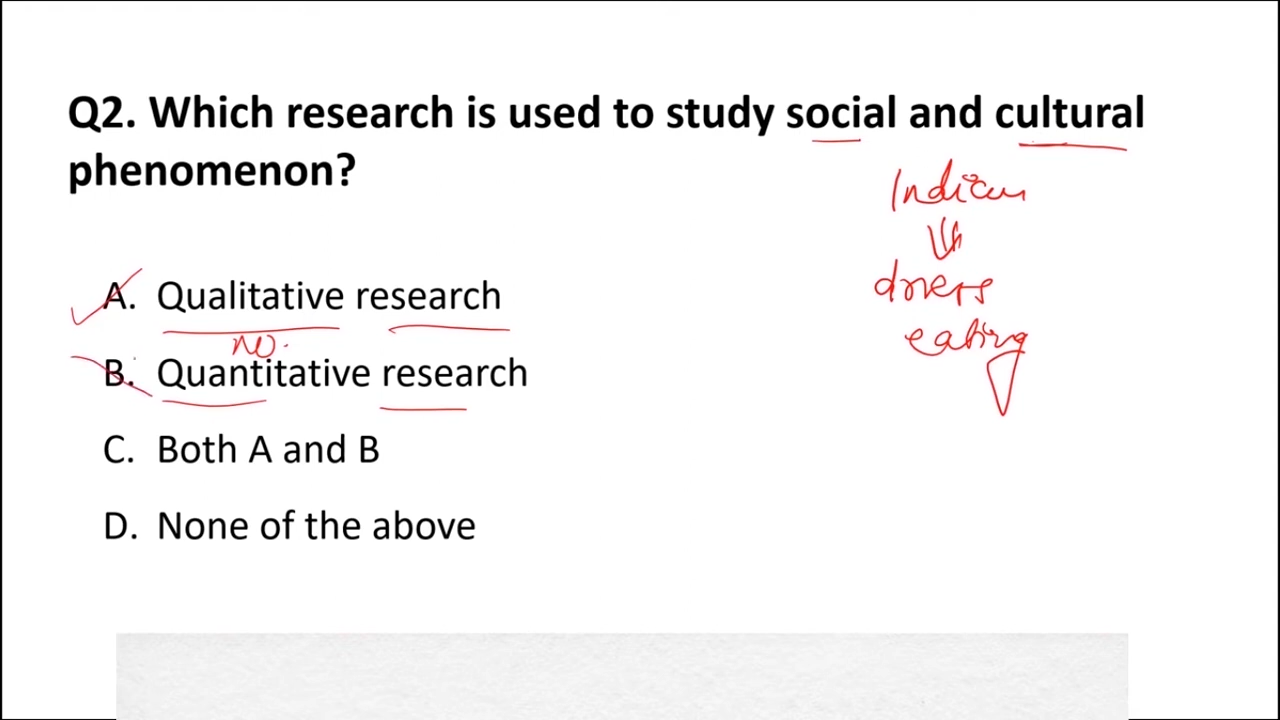 Q2. Which research is used to study social and cultural
phenomenon?
Indian
A. Qualitative research
eating
no.
B. Quantitative research
C. Both A and B
D. None of the above